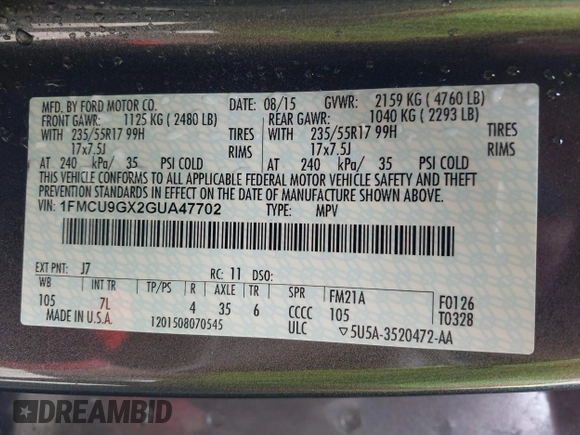 MFD. BY FORD MOTOR CO. DATE: 08/15 GVWR: 2159 KG ( 4760 LB)
FRONT GAWR: 1125 KG ( 2480 LB) REAR GAWR: 1040 KG ( 2293 LB)
WITH 235/55R17 99H TIRES WITH 235/55R17 99H TIRES
17x7.5J RIMS 17x7.5J RIMS
AT 240 kPa/ 35 PSI COLD AT 240 kPa/ 35 PSI COLD
THIS VEHICLE CONFORMS TO ALL APPLICABLE FEDERAL MOTOR VEHICLE SAFETY AND THEFT
PREVENTION STANDARDS IN EFFECT ON THE DATE OF MANUFACTURE SHOWN ABOVE.
VIN: 1FMCU9GX2GUA47702 TYPE: MPV
EXT PNT: J7 RC: 11 DSO:
WB INT TR TP/PS R AXLE TR SPR FM21A F0126
105 7L 4 35 6 CCCC 105 T0328
MADE IN U.S.A. 1201508070545 ULC ▽5U5A-3520472-AA
DREAMBID